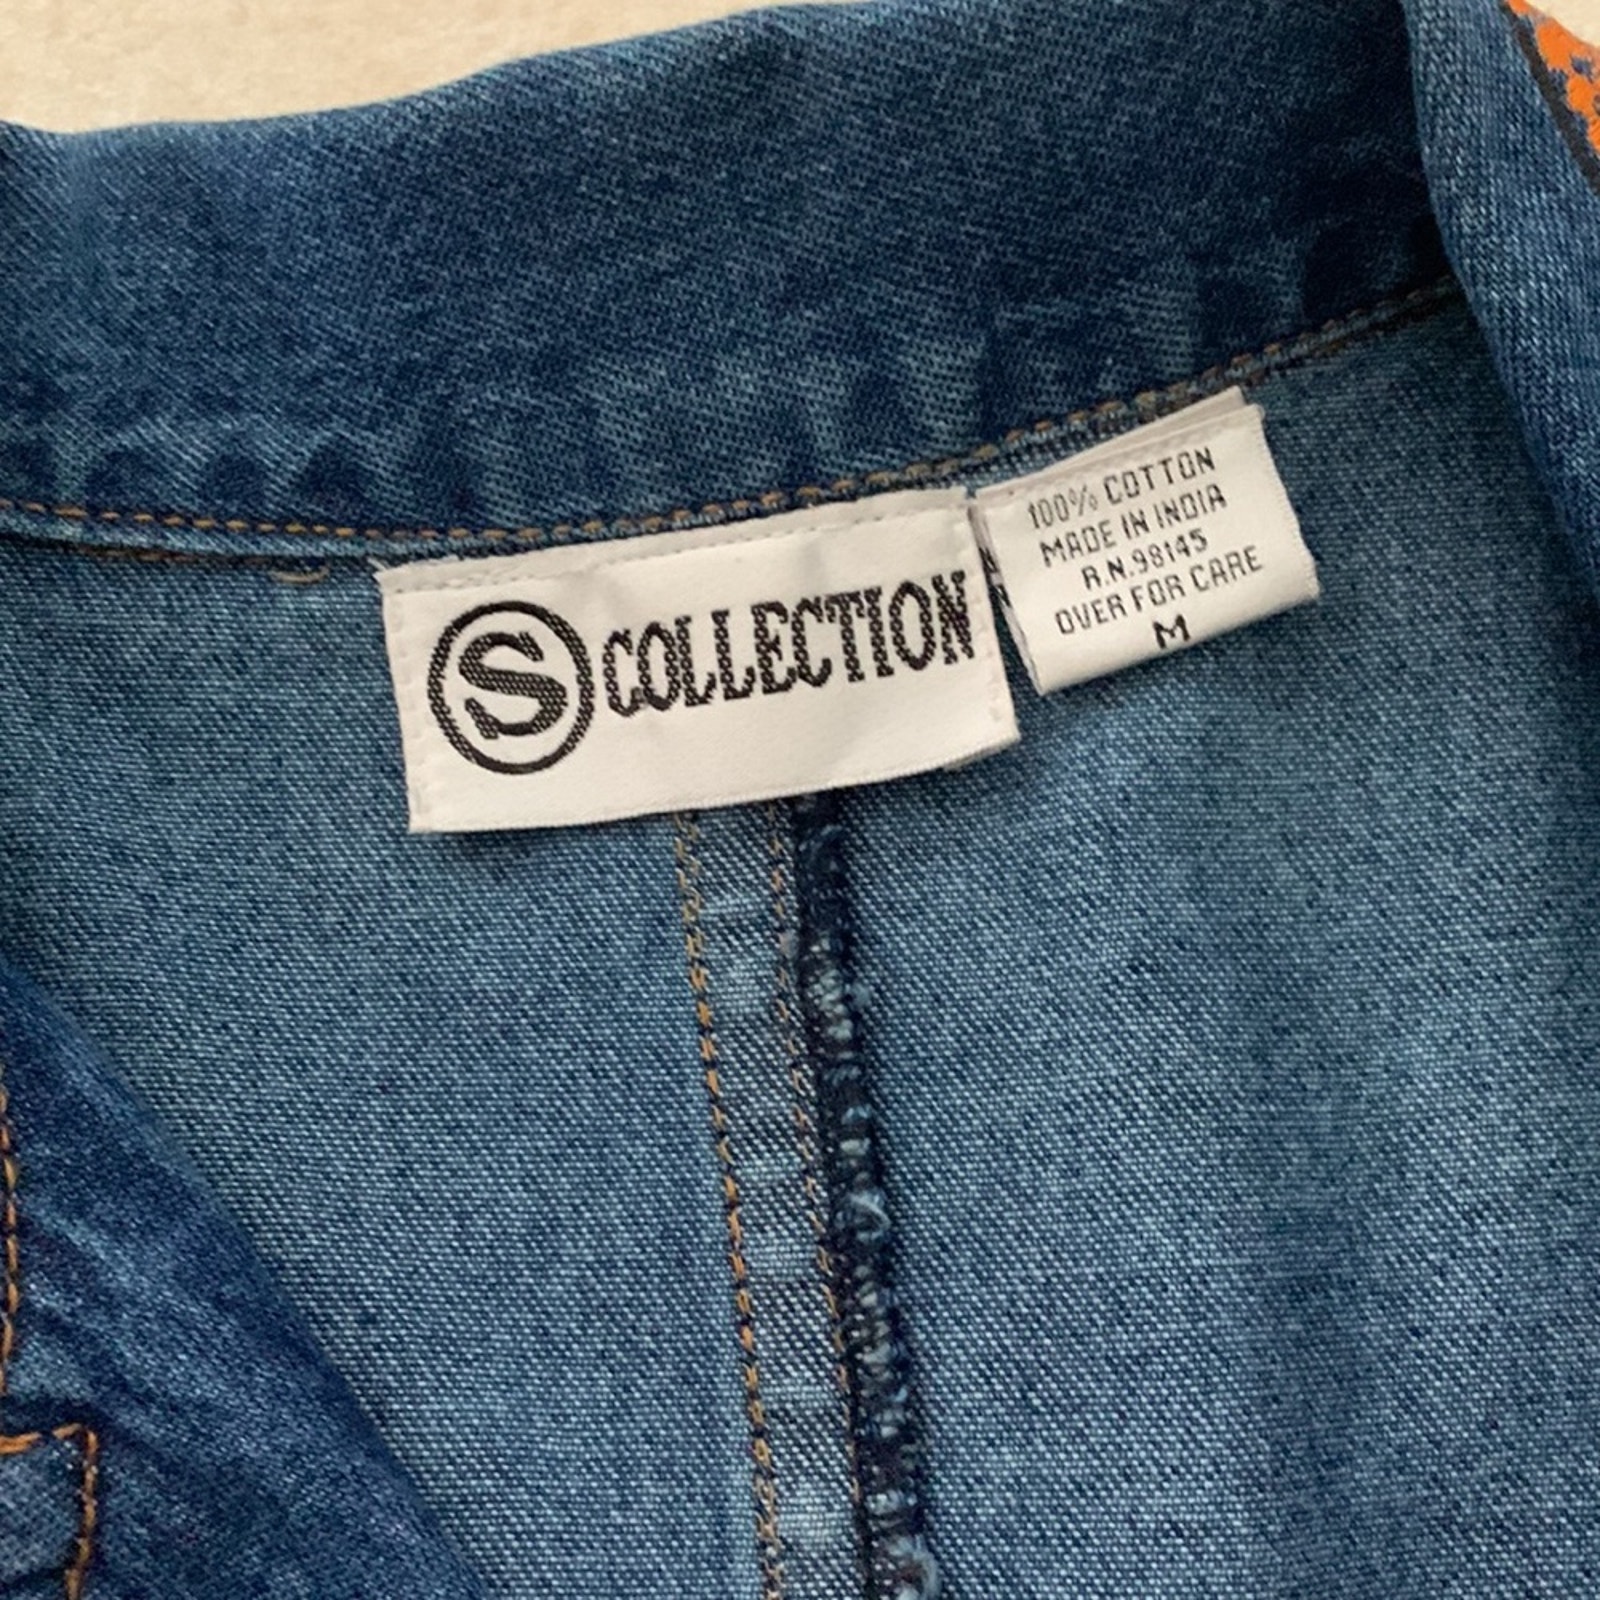 S COLLECTION
100% COTTON
MADE IN INDIA
R.N.98145
OVER FOR CARE
M